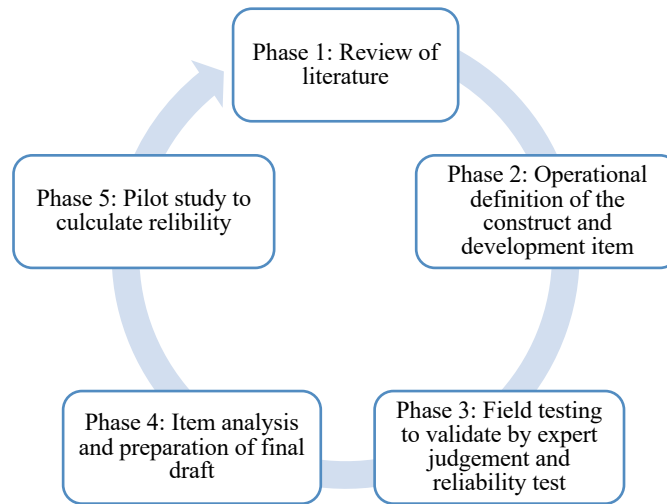 Phase 1: Review of
literature
Phase 2: Operational
definition of the
construct and
development item
Phase 3: Field testing
to validate by expert
judgement and
reliability test
Phase 4: Item analysis
and preparation of final
draft
Phase 5: Pilot study to
culculate relibility